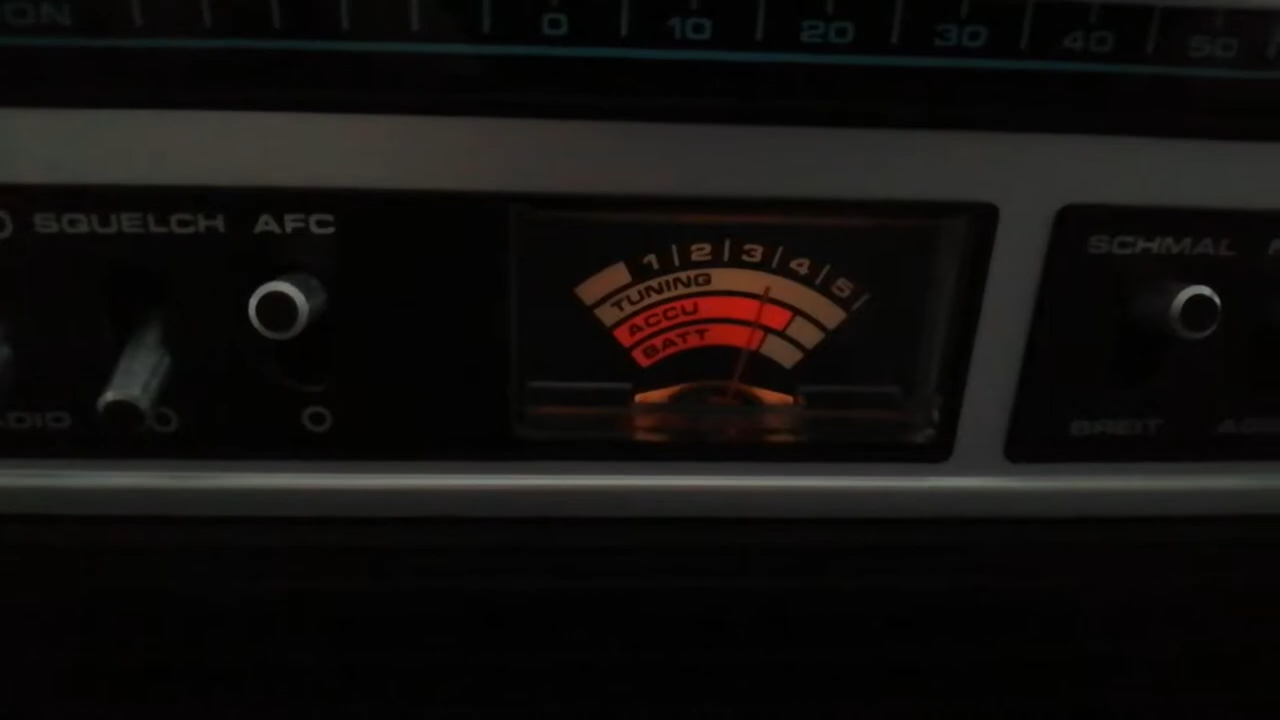 0 10 20 30 40 50
SQUELCH AFC
1 2 3 4 5
TUNING
ACCU
BATT
SCHMAL
BREIT